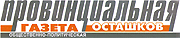 ПРОВИНЦИАЛЬНАЯ
ГАЗЕТА ОСТАШКОВ
ОБЩЕСТВЕННО-ПОЛИТИЧЕСКАЯ